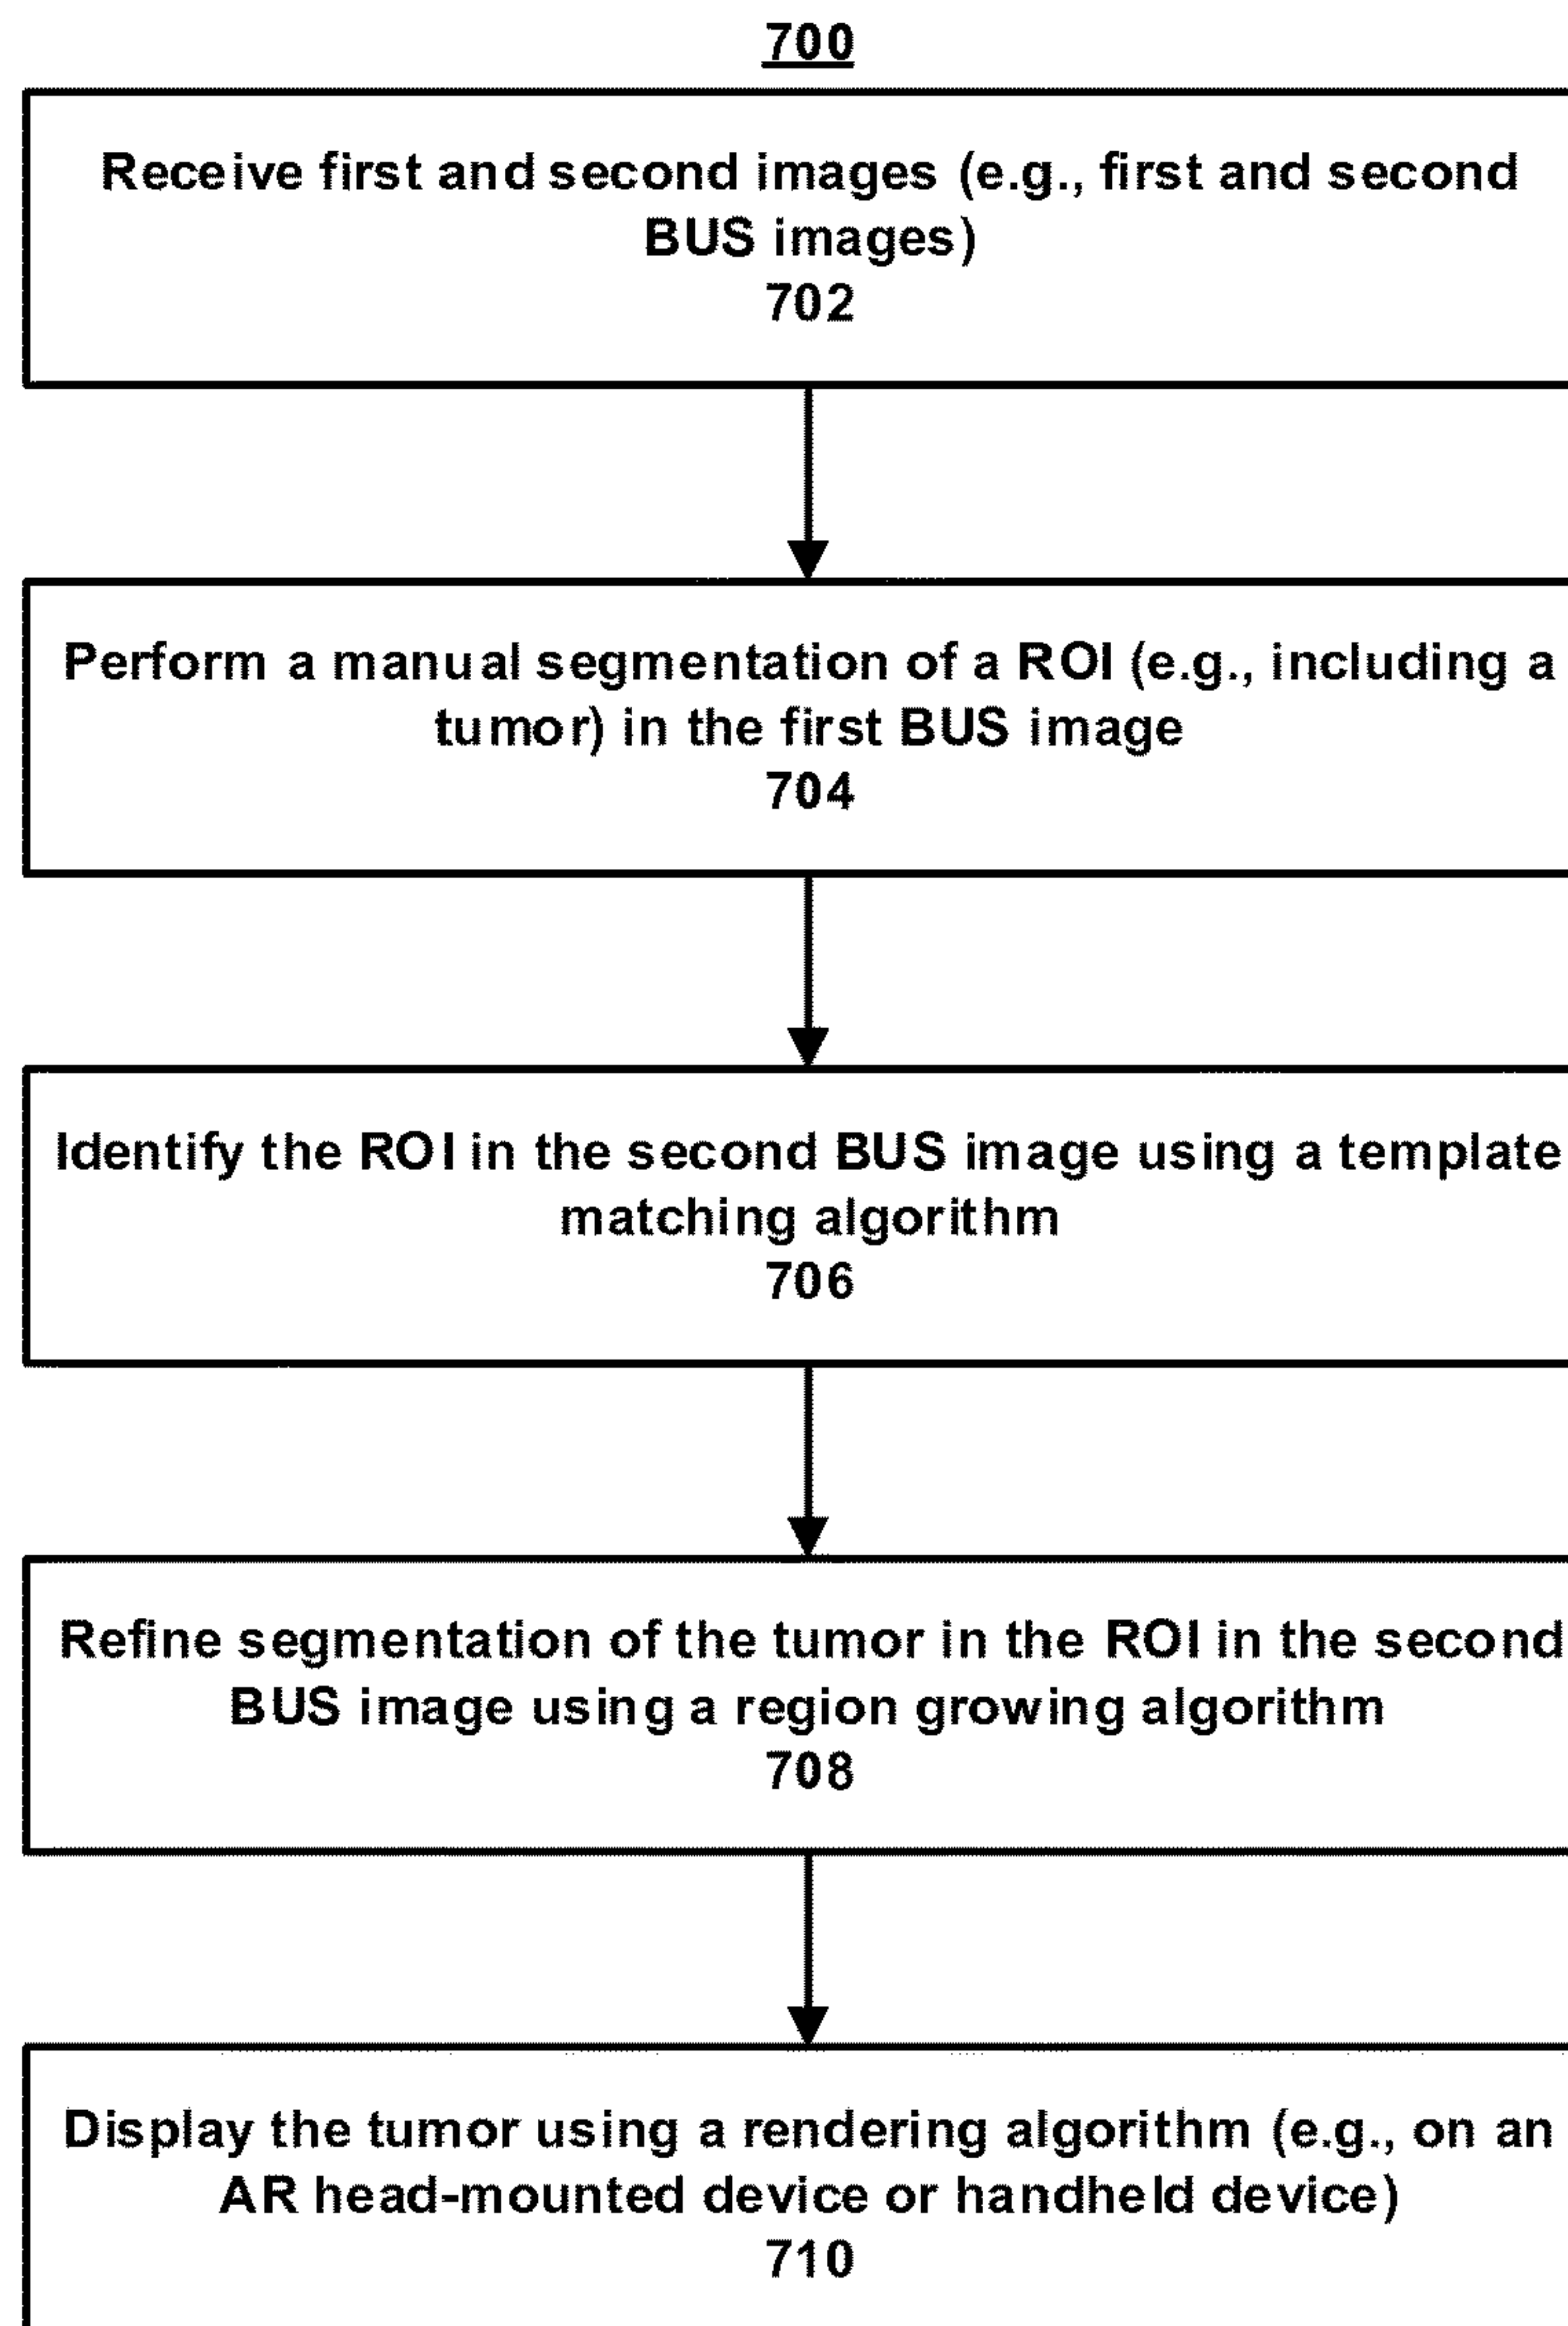 700
Receive first and second images (e.g., first and second
BUS images)
702
Perform a manual segmentation of a ROI (e.g., including a
tumor) in the first BUS image
704
Identify the ROI in the second BUS image using a template
matching algorithm
706
Refine segmentation of the tumor in the ROI in the second
BUS image using a region growing algorithm
708
Display the tumor using a rendering algorithm (e.g., on an
AR head-mounted device or handheld device)
710